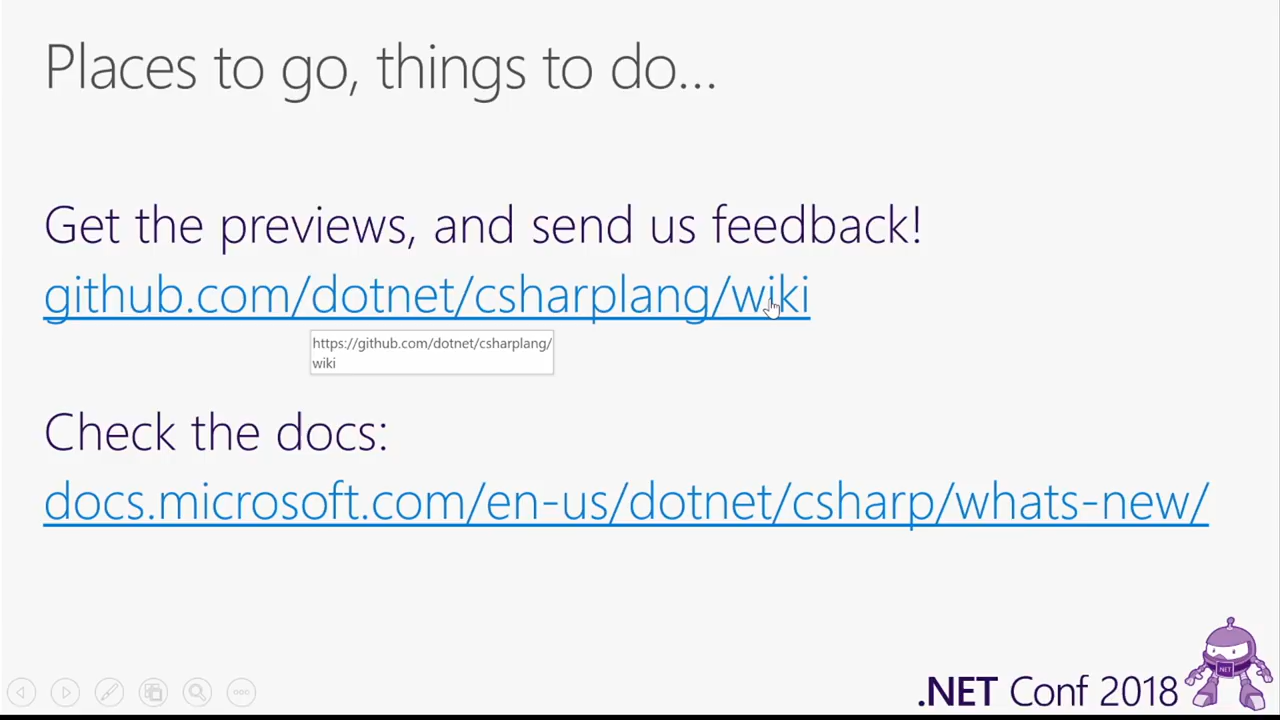 Places to go, things to do...
Get the previews, and send us feedback!
github.com/dotnet/csharplang/wiki
https://github.com/dotnet/csharplang/
wiki
Check the docs:
docs.microsoft.com/en-us/dotnet/csharp/whats-new/
.NET Conf 2018
.NET